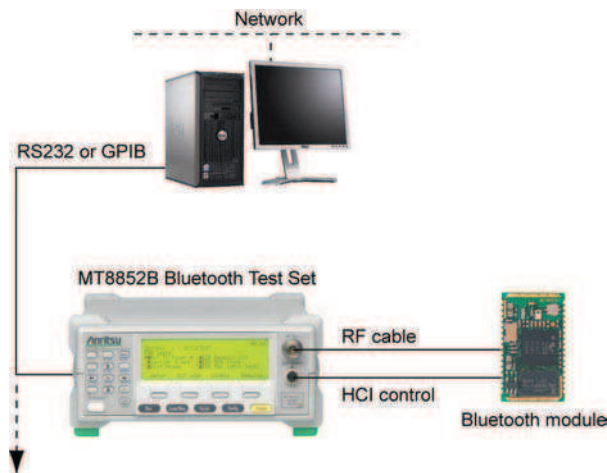 Network
RS232 or GPIB
MT8852B Bluetooth Test Set
Anritsu
RF cable
HCI control
Bluetooth module